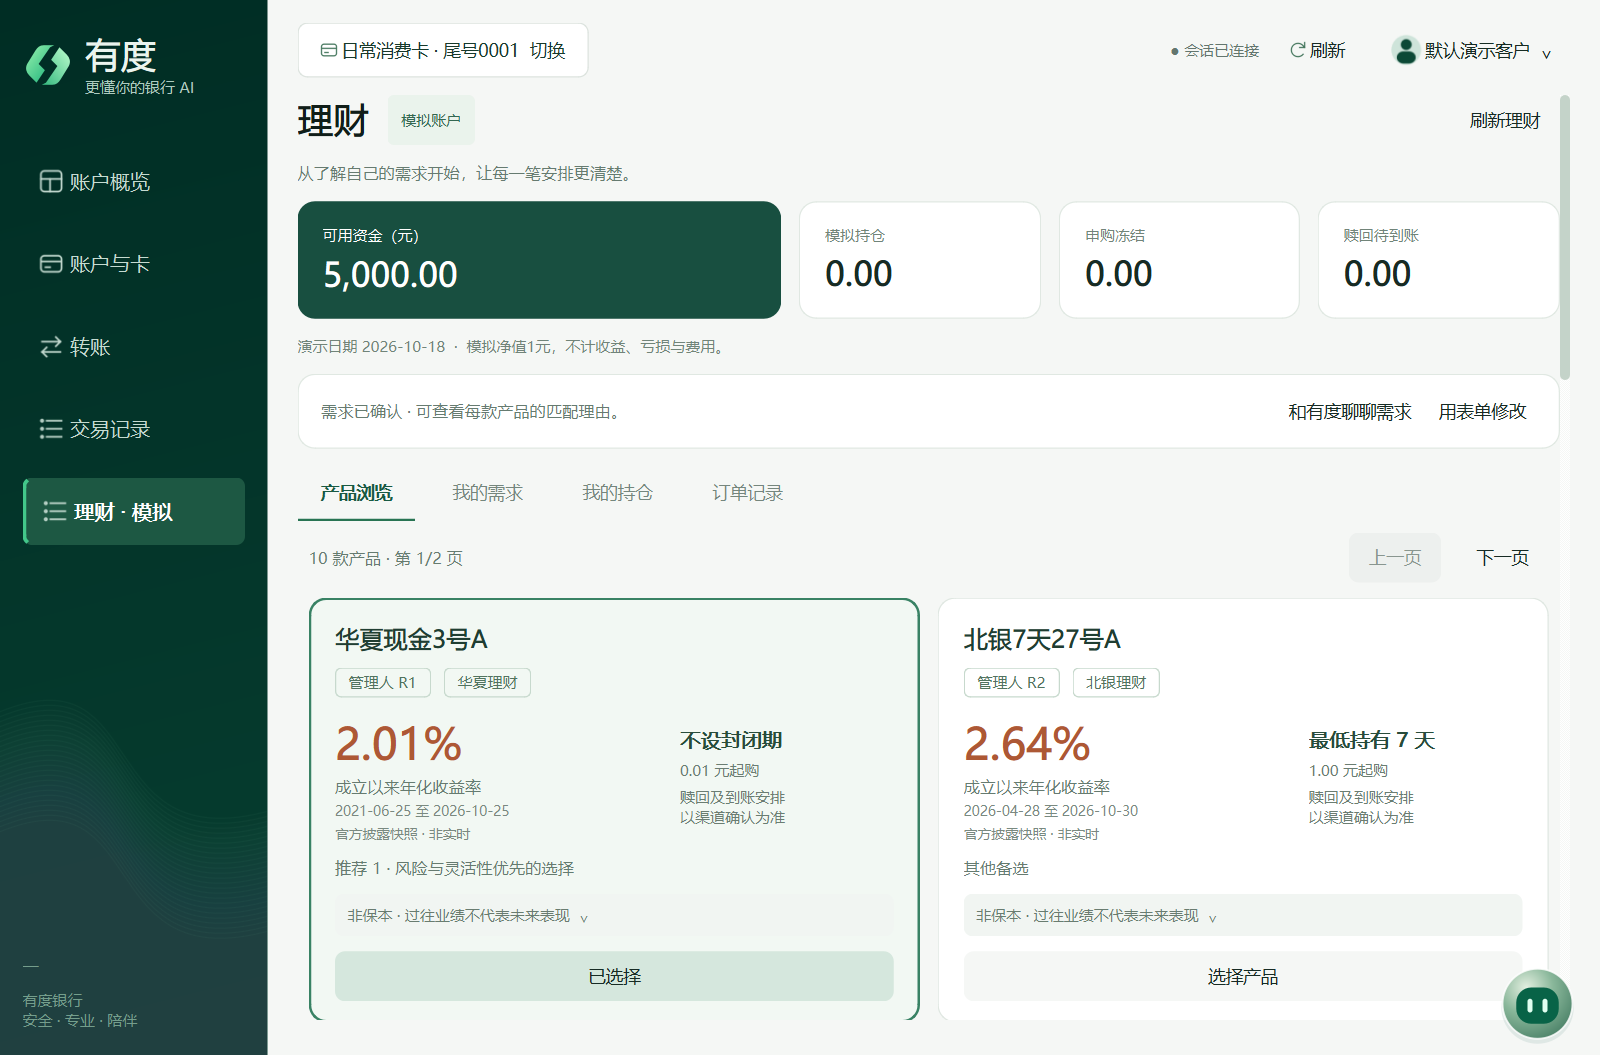 有度
更懂你的银行 AI
账户概览
账户与卡
转账
交易记录
理财 · 模拟
有度银行
安全 · 专业 · 陪伴
日常消费卡 · 尾号0001 切换
会话已连接
刷新
默认演示客户
理财
模拟账户
刷新理财
从了解自己的需求开始，让每一笔安排更清楚。
可用资金（元）
5,000.00
模拟持仓
0.00
申购冻结
0.00
赎回待到账
0.00
演示日期 2026-10-18 · 模拟净值1元，不计收益、亏损与费用。
需求已确认 · 可查看每款产品的匹配理由。
和有度聊聊需求
用表单修改
产品浏览
我的需求
我的持仓
订单记录
10 款产品 · 第 1/2 页
上一页
下一页
华夏现金3号A
管理人 R1
华夏理财
2.01%
成立以来年化收益率
2021-06-25 至 2026-10-25
官方披露快照 · 非实时
不设封闭期
0.01 元起购
赎回及到账安排
以渠道确认为准
推荐 1 · 风险与灵活性优先的选择
非保本 · 过往业绩不代表未来表现
已选择
北银7天27号A
管理人 R2
北银理财
2.64%
成立以来年化收益率
2026-04-28 至 2026-10-30
官方披露快照 · 非实时
最低持有 7 天
1.00 元起购
赎回及到账安排
以渠道确认为准
其他备选
非保本 · 过往业绩不代表未来表现
选择产品